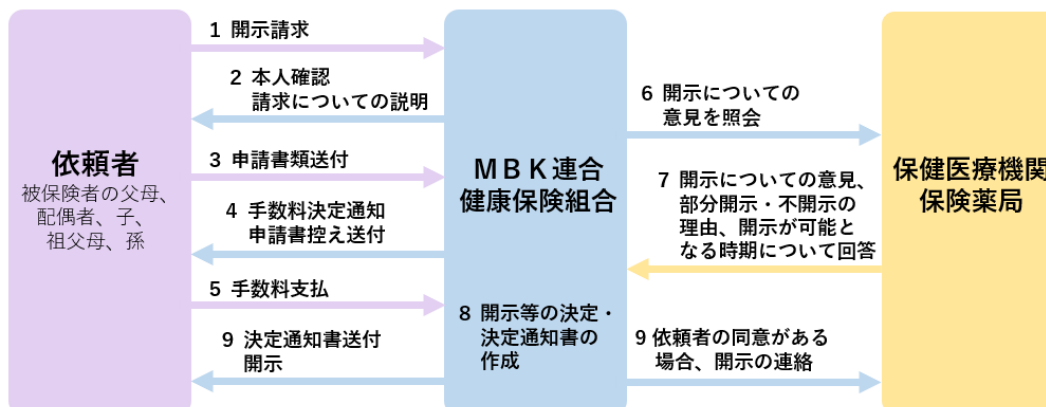 依頼者
被保険者の父母、
配偶者、子、
祖父母、孫
1 開示請求
2 本人確認
請求についての説明
3 申請書類送付
4 手数料決定通知
申請書控え送付
5 手数料支払
9 決定通知書送付
開示
ＭＢＫ連合
健康保険組合
8 開示等の決定・
決定通知書の
作成
6 開示についての
意見を照会
7 開示についての意見、
部分開示・不開示の
理由、開示が可能と
なる時期について回答
9 依頼者の同意がある
場合、開示の連絡
保健医療機関
保険薬局